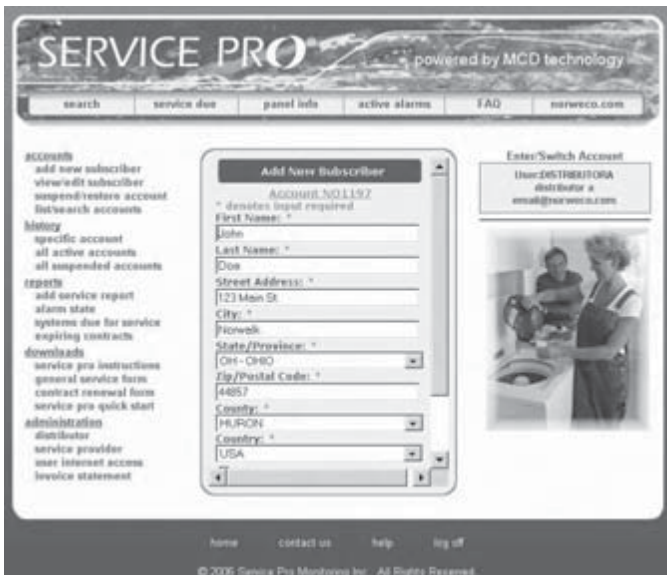 SERVICE PRO
powered by MCD technology
search service due panel info active alarms FAQ norweco.com
accounts
add new subscriber
view/edit subscriber
suspend/restore account
list/search accounts
history
specific account
all active accounts
all suspended accounts
reports
add service report
alarm state
systems due for service
expiring contracts
downloads
service pro instructions
general service form
contract renewal form
service pro quick start
administration
distributor
service provider
user internet access
invoice statement
Add New Subscriber
Account NO1197
* denotes input required
First Name: *
John
Last Name: *
Doe
Street Address: *
123 Main St
City: *
Norwalk
State/Province: *
OH - OHIO
Zip/Postal Code: *
44857
County: *
HURON
Country: *
USA
Enter/Switch Account
User:DISTRIBUTORA
distributor a
email@norweco.com
home contact us help log off
© 2006 Service Pro Monitoring Inc. All Rights Reserved.